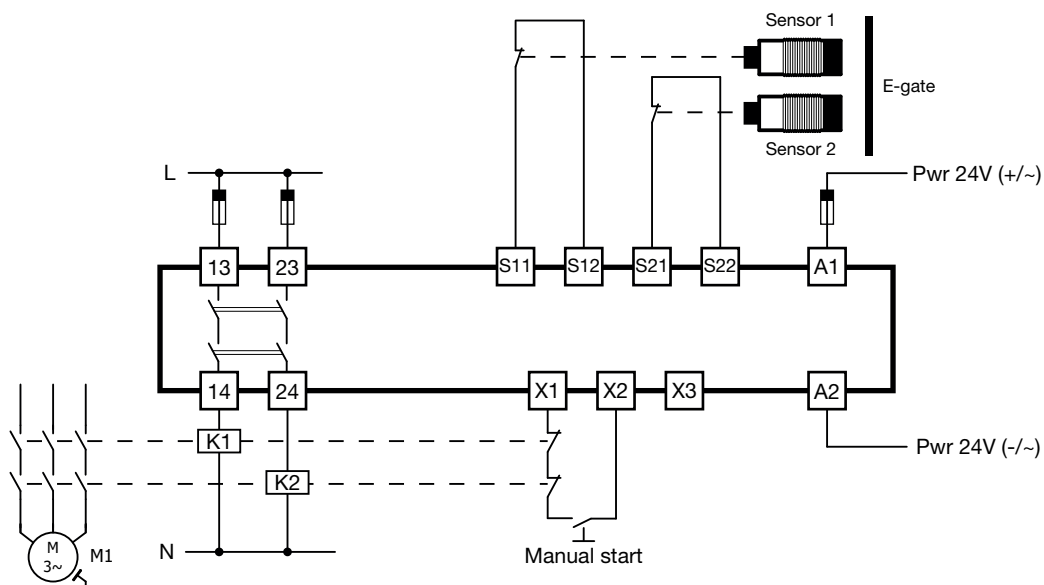 Sensor 1
E-gate
Sensor 2
L
Pwr 24V (+/~)
13
23
S11
S12
S21
S22
A1
14
24
X1
X2
X3
A2
K1
Pwr 24V (-/~)
K2
M
3~
M1
N
Manual start